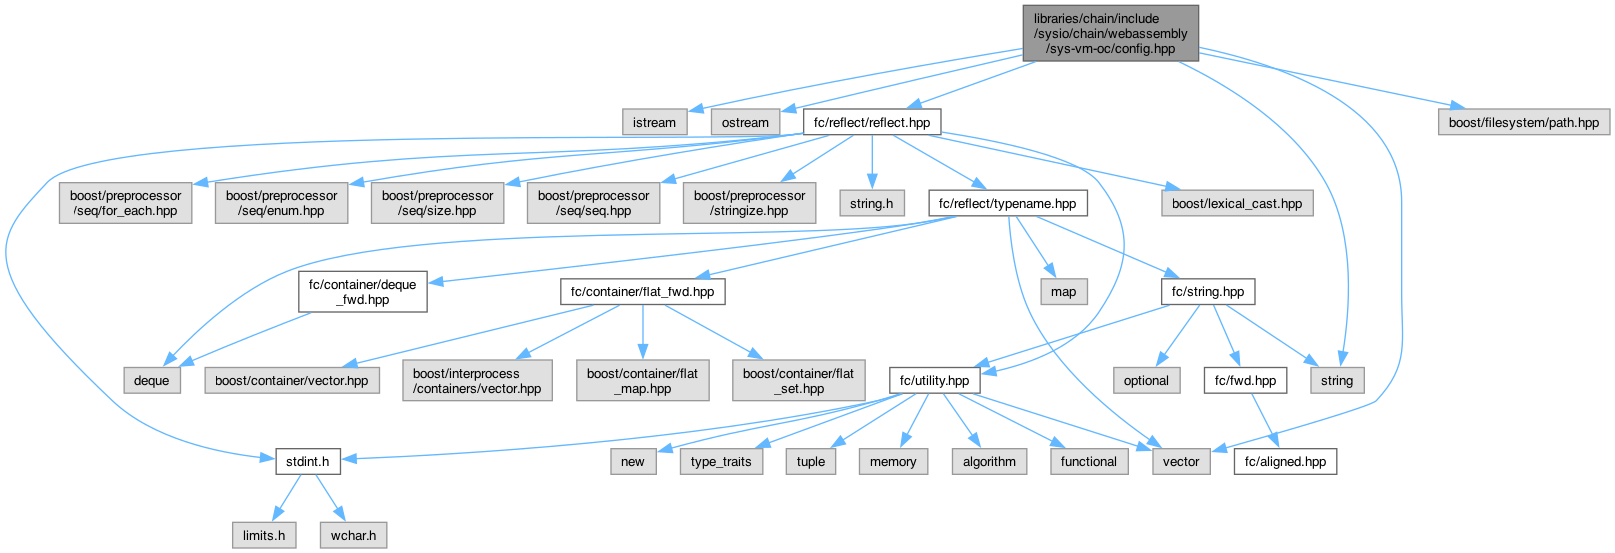 libraries/chain/include
/sysio/chain/webassembly
/sys-vm-oc/config.hpp
istream
ostream
fc/reflect/reflect.hpp
boost/filesystem/path.hpp
boost/preprocessor
/seq/for_each.hpp
boost/preprocessor
/seq/enum.hpp
boost/preprocessor
/seq/size.hpp
boost/preprocessor
/seq/seq.hpp
boost/preprocessor
/stringize.hpp
string.h
fc/reflect/typename.hpp
boost/lexical_cast.hpp
fc/container/deque
_fwd.hpp
fc/container/flat_fwd.hpp
map
fc/string.hpp
deque
boost/container/vector.hpp
boost/interprocess
/containers/vector.hpp
boost/container/flat
_map.hpp
boost/container/flat
_set.hpp
fc/utility.hpp
optional
fc/fwd.hpp
string
stdint.h
new
type_traits
tuple
memory
algorithm
functional
vector
fc/aligned.hpp
limits.h
wchar.h